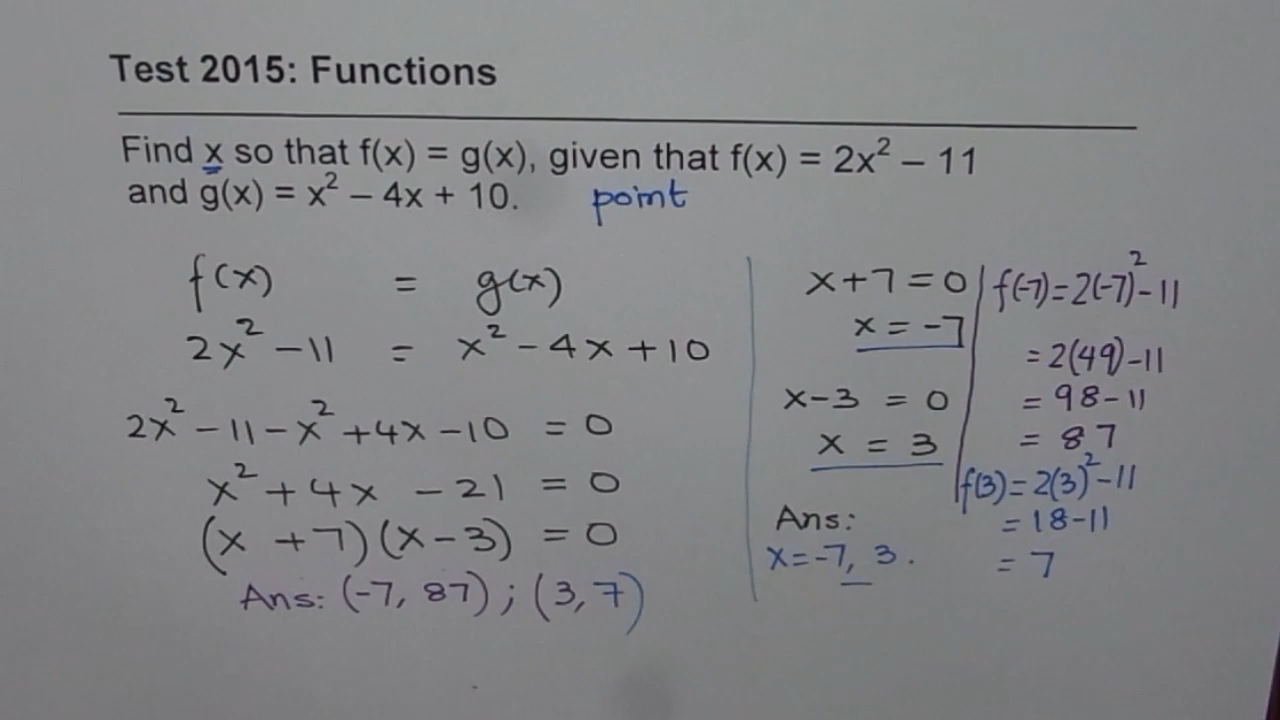 Test 2015: Functions
Find x so that f(x) = g(x), given that f(x) = 2x² – 11
and g(x) = x² – 4x + 10.
point
f(x) = g(x)
2x² - 11 = x² - 4x + 10
2x² - 11 - x² + 4x - 10 = 0
x² + 4x - 21 = 0
(x + 7)(x - 3) = 0
Ans: (-7, 87) ; (3, 7)
x + 7 = 0
x = -7
x - 3 = 0
x = 3
Ans:
x = -7, 3.
f(-7) = 2(-7)² - 11
= 2(49) - 11
= 98 - 11
= 87
f(3) = 2(3)² - 11
= 18 - 11
= 7